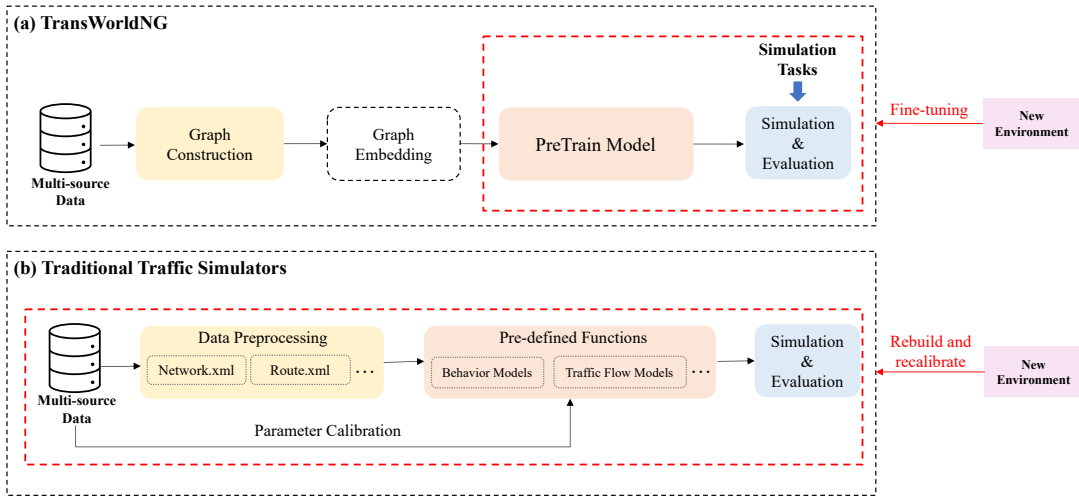 (a) TransWorldNG
Simulation
Tasks
Multi-source
Data
Graph
Construction
Graph
Embedding
PreTrain Model
Simulation
&
Evaluation
Fine-tuning
New
Environment
(b) Traditional Traffic Simulators
Multi-source
Data
Data Preprocessing
Network.xml
Route.xml
...
Pre-defined Functions
Behavior Models
Traffic Flow Models
...
Simulation
&
Evaluation
Parameter Calibration
Rebuild and
recalibrate
New
Environment